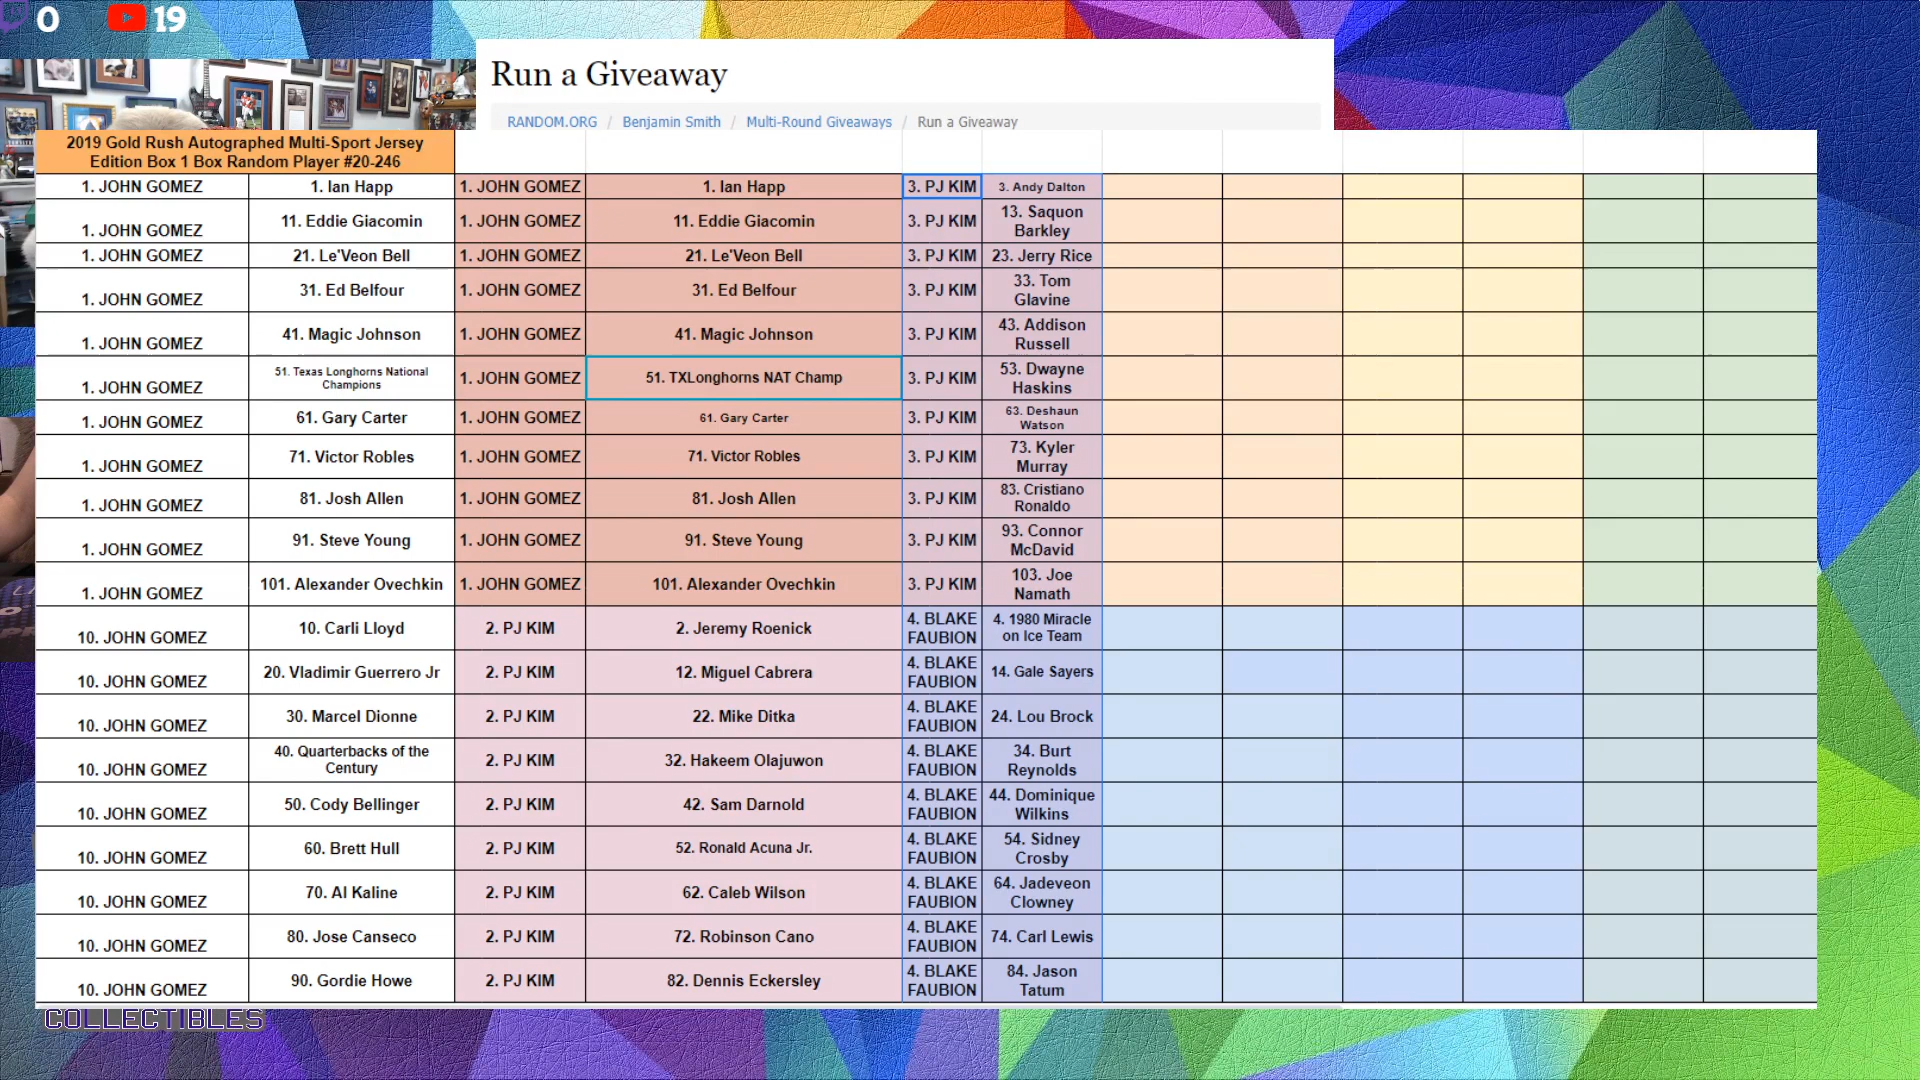 0 19
Run a Giveaway
RANDOM.ORG / Benjamin Smith / Multi-Round Giveaways / Run a Giveaway
2019 Gold Rush Autographed Multi-Sport Jersey
Edition Box 1 Box Random Player #20-246
1. JOHN GOMEZ 1. Ian Happ 1. JOHN GOMEZ 1. Ian Happ 3. PJ KIM 3. Andy Dalton
1. JOHN GOMEZ 11. Eddie Giacomin 1. JOHN GOMEZ 11. Eddie Giacomin 3. PJ KIM 13. Saquon
Barkley
1. JOHN GOMEZ 21. Le'Veon Bell 1. JOHN GOMEZ 21. Le'Veon Bell 3. PJ KIM 23. Jerry Rice
1. JOHN GOMEZ 31. Ed Belfour 1. JOHN GOMEZ 31. Ed Belfour 3. PJ KIM 33. Tom
Glavine
1. JOHN GOMEZ 41. Magic Johnson 1. JOHN GOMEZ 41. Magic Johnson 3. PJ KIM 43. Addison
Russell
1. JOHN GOMEZ 51. Texas Longhorns National
Champions 1. JOHN GOMEZ 51. TXLonghorns NAT Champ 3. PJ KIM 53. Dwayne
Haskins
1. JOHN GOMEZ 61. Gary Carter 1. JOHN GOMEZ 61. Gary Carter 3. PJ KIM 63. Deshaun
Watson
1. JOHN GOMEZ 71. Victor Robles 1. JOHN GOMEZ 71. Victor Robles 3. PJ KIM 73. Kyler
Murray
1. JOHN GOMEZ 81. Josh Allen 1. JOHN GOMEZ 81. Josh Allen 3. PJ KIM 83. Cristiano
Ronaldo
1. JOHN GOMEZ 91. Steve Young 1. JOHN GOMEZ 91. Steve Young 3. PJ KIM 93. Connor
McDavid
1. JOHN GOMEZ 101. Alexander Ovechkin 1. JOHN GOMEZ 101. Alexander Ovechkin 3. PJ KIM 103. Joe
Namath
10. JOHN GOMEZ 10. Carli Lloyd 2. PJ KIM 2. Jeremy Roenick 4. BLAKE
FAUBION 4. 1980 Miracle
on Ice Team
10. JOHN GOMEZ 20. Vladimir Guerrero Jr 2. PJ KIM 12. Miguel Cabrera 4. BLAKE
FAUBION 14. Gale Sayers
10. JOHN GOMEZ 30. Marcel Dionne 2. PJ KIM 22. Mike Ditka 4. BLAKE
FAUBION 24. Lou Brock
10. JOHN GOMEZ 40. Quarterbacks of the
Century 2. PJ KIM 32. Hakeem Olajuwon 4. BLAKE
FAUBION 34. Burt
Reynolds
10. JOHN GOMEZ 50. Cody Bellinger 2. PJ KIM 42. Sam Darnold 4. BLAKE
FAUBION 44. Dominique
Wilkins
10. JOHN GOMEZ 60. Brett Hull 2. PJ KIM 52. Ronald Acuna Jr. 4. BLAKE
FAUBION 54. Sidney
Crosby
10. JOHN GOMEZ 70. Al Kaline 2. PJ KIM 62. Caleb Wilson 4. BLAKE
FAUBION 64. Jadeveon
Clowney
10. JOHN GOMEZ 80. Jose Canseco 2. PJ KIM 72. Robinson Cano 4. BLAKE
FAUBION 74. Carl Lewis
10. JOHN GOMEZ 90. Gordie Howe 2. PJ KIM 82. Dennis Eckersley 4. BLAKE
FAUBION 84. Jason
Tatum
COLLECTIBLES